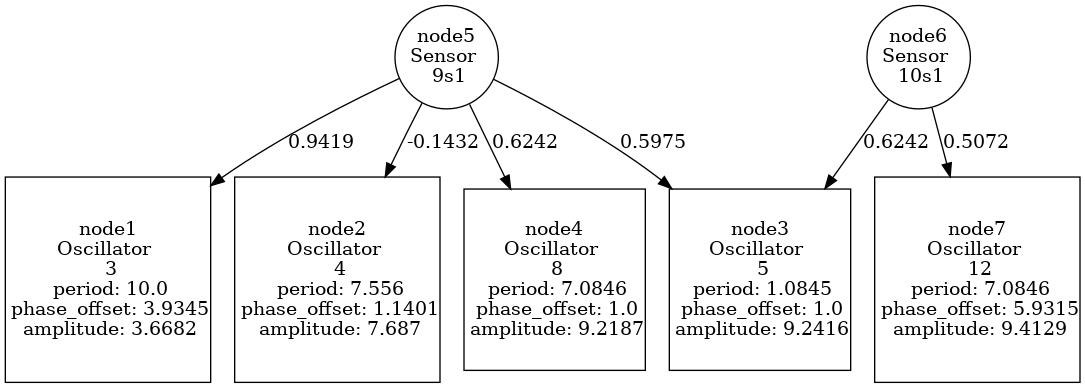 node5
Sensor
9s1
node6
Sensor
10s1
0.9419
-0.1432
0.6242
0.5975
0.6242
0.5072
node1
Oscillator
3
period: 10.0
phase_offset: 3.9345
amplitude: 3.6682
node2
Oscillator
4
period: 7.556
phase_offset: 1.1401
amplitude: 7.687
node4
Oscillator
8
period: 7.0846
phase_offset: 1.0
amplitude: 9.2187
node3
Oscillator
5
period: 1.0845
phase_offset: 1.0
amplitude: 9.2416
node7
Oscillator
12
period: 7.0846
phase_offset: 5.9315
amplitude: 9.4129